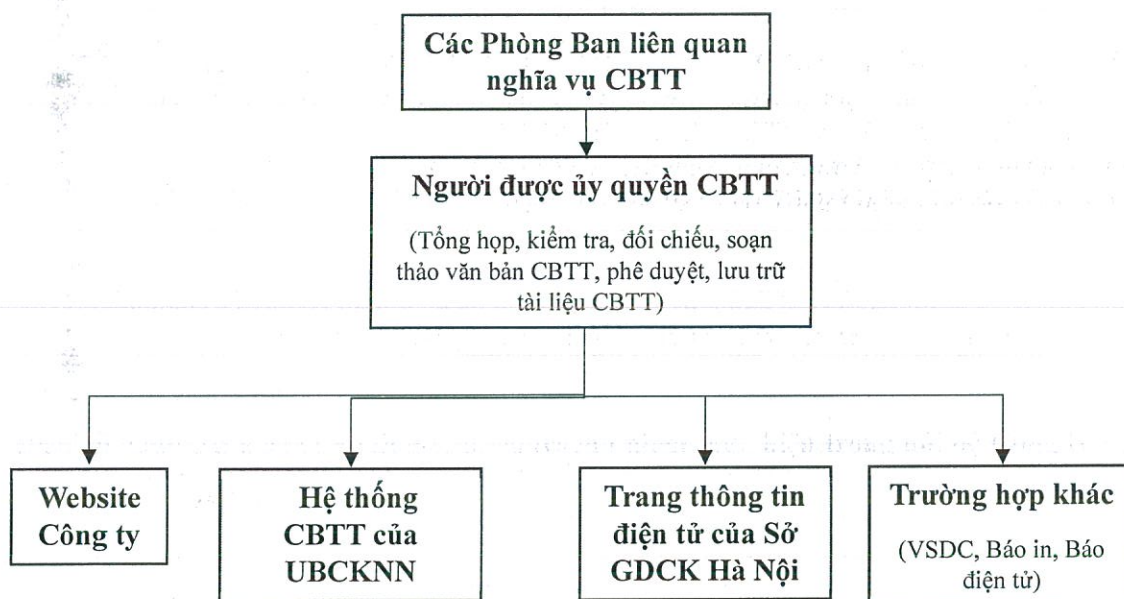 Các Phòng Ban liên quan
nghĩa vụ CBTT
Người được ủy quyền CBTT
(Tổng hợp, kiểm tra, đối chiếu, soạn
thảo văn bản CBTT, phê duyệt, lưu trữ
tài liệu CBTT)
Website
Công ty
Hệ thống
CBTT của
UBCKNN
Trang thông tin
điện tử của Sở
GDCK Hà Nội
Trường hợp khác
(VSDC, Báo in, Báo
điện tử)